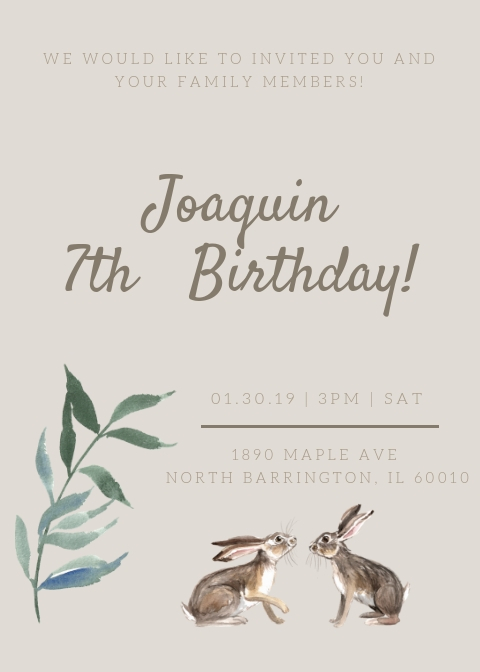 WE WOULD LIKE TO INVITED YOU AND
YOUR FAMILY MEMBERS!
Joaquin
7th Birthday!
01.30.19 | 3PM | SAT
1890 MAPLE AVE
NORTH BARRINGTON, IL 60010